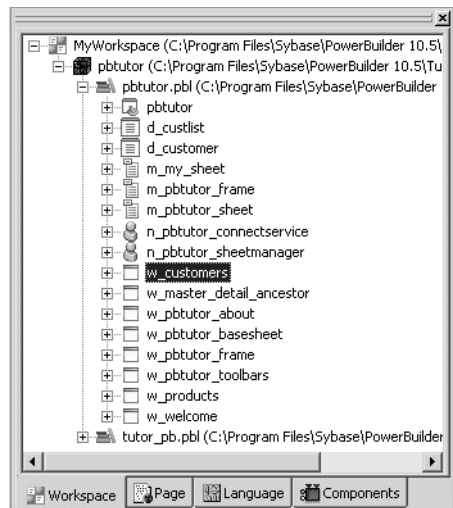 MyWorkspace (C:\Program Files\Sybase\PowerBuilder 10.5\
pbtutor (C:\Program Files\Sybase\PowerBuilder 10.5\Tu
pbtutor.pbl (C:\Program Files\Sybase\PowerBuilder
pbtutor
d_custlist
d_customer
m_my_sheet
m_pbtutor_frame
m_pbtutor_sheet
n_pbtutor_connectservice
n_pbtutor_sheetmanager
w_customers
w_master_detail_ancestor
w_pbtutor_about
w_pbtutor_basesheet
w_pbtutor_frame
w_pbtutor_toolbars
w_products
w_welcome
tutor_pb.pbl (C:\Program Files\Sybase\PowerBuilder
Workspace Page Language Components